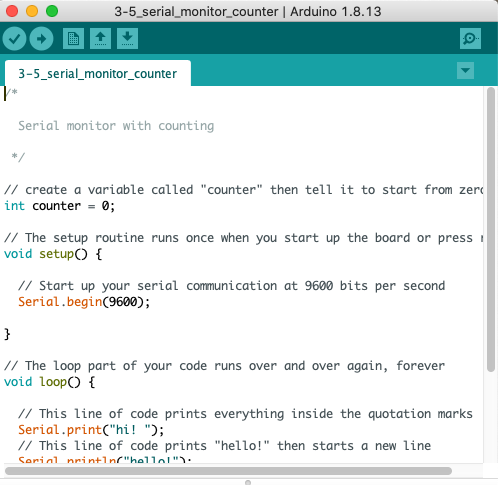 3-5_serial_monitor_counter | Arduino 1.8.13
3-5_serial_monitor_counter
/*
Serial monitor with counting
*/
// create a variable called "counter" then tell it to start from zero
int counter = 0;
// The setup routine runs once when you start up the board or press
void setup() {
// Start up your serial communication at 9600 bits per second
Serial.begin(9600);
}
// The loop part of your code runs over and over again, forever
void loop() {
// This line of code prints everything inside the quotation marks
Serial.print("hi! ");
// This line of code prints "hello!" then starts a new line
Serial.println("hello!");